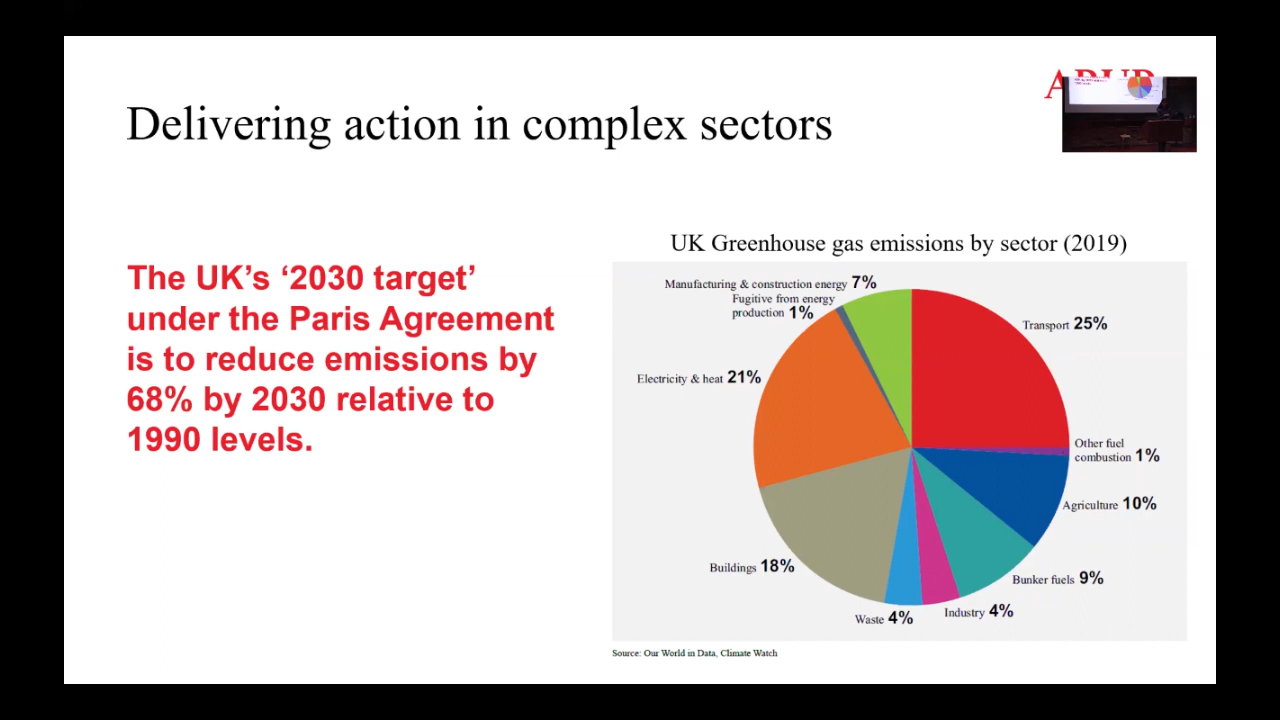 Delivering action in complex sectors
The UK’s ‘2030 target’
under the Paris Agreement
is to reduce emissions by
68% by 2030 relative to
1990 levels.
UK Greenhouse gas emissions by sector (2019)
Manufacturing & construction energy 7%
Fugitive from energy
production 1%
Transport 25%
Electricity & heat 21%
Other fuel
combustion 1%
Agriculture 10%
Buildings 18%
Bunker fuels 9%
Waste 4%
Industry 4%
Source: Our World in Data, Climate Watch